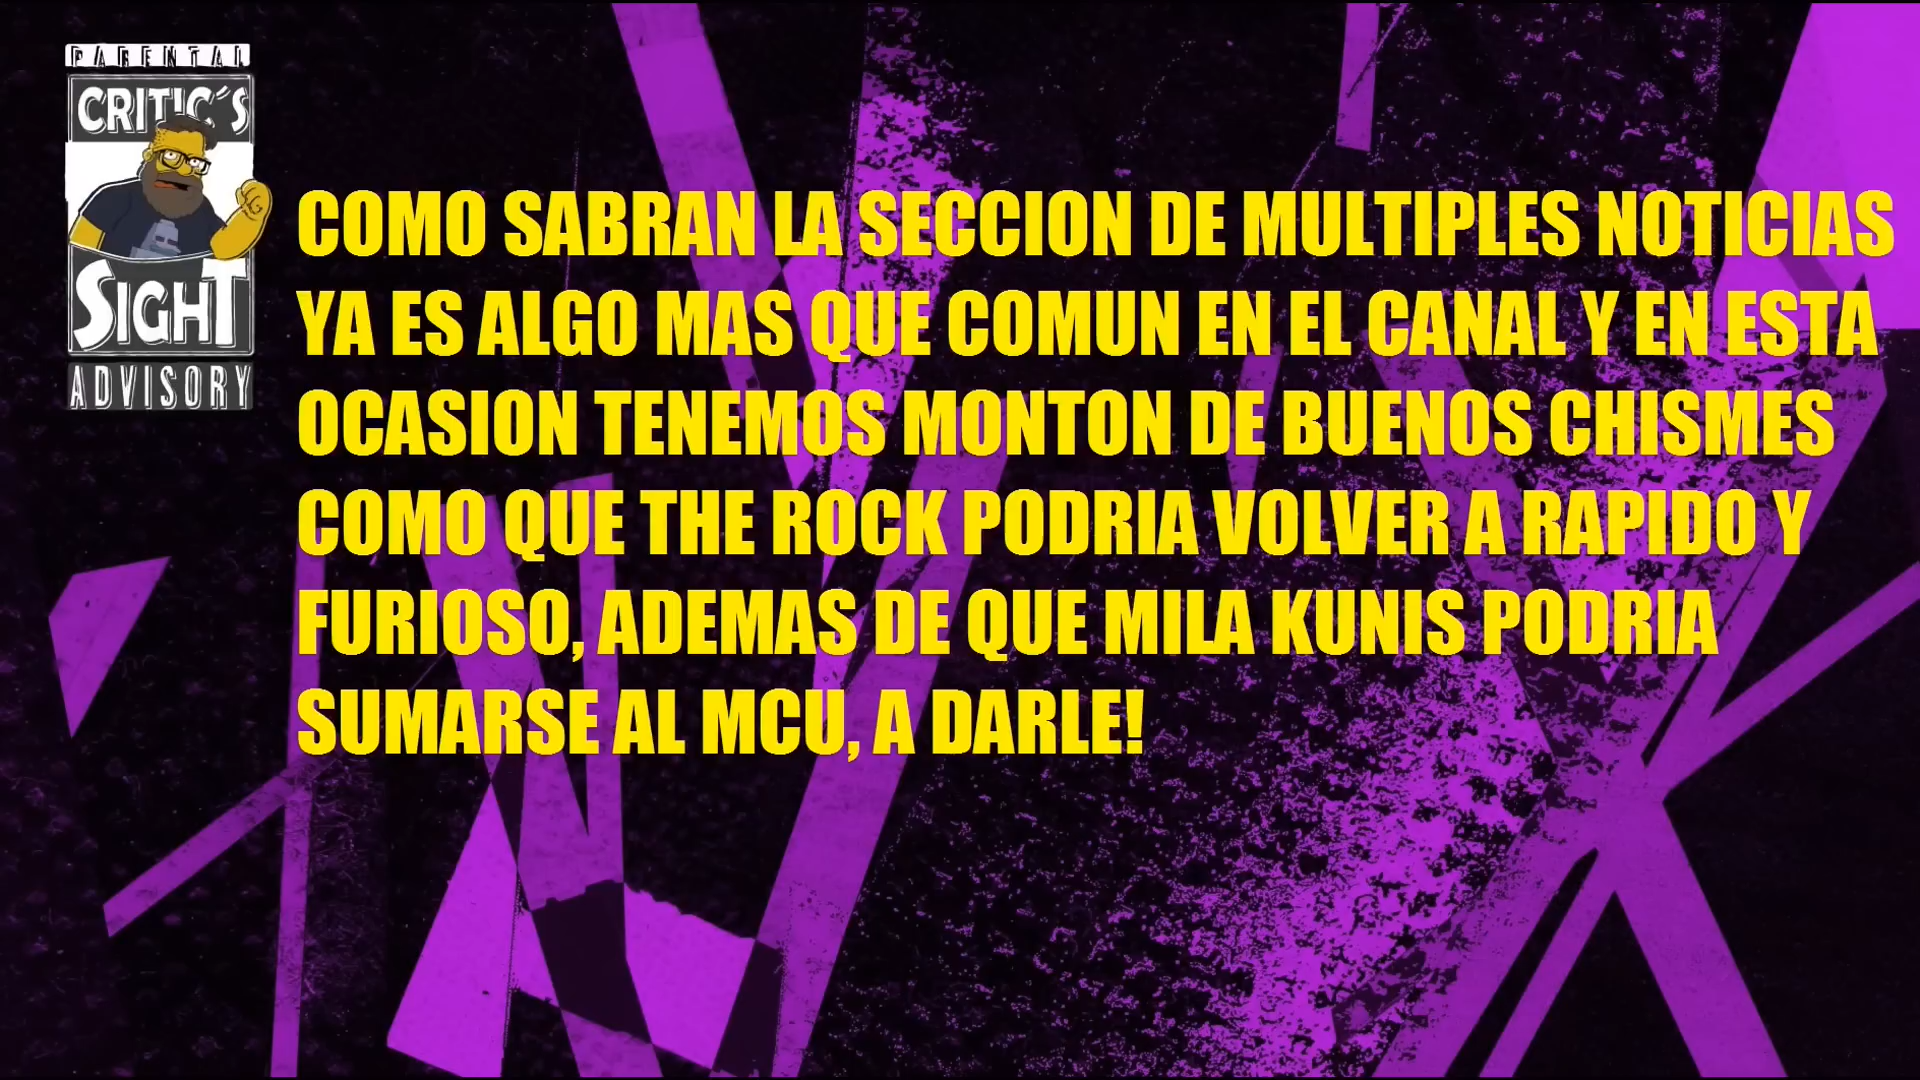 PARENTAL
CRITIC´S
SIGHT
ADVISORY
COMO SABRAN LA SECCION DE MULTIPLES NOTICIAS
YA ES ALGO MAS QUE COMUN EN EL CANAL Y EN ESTA
OCASION TENEMOS MONTON DE BUENOS CHISMES
COMO QUE THE ROCK PODRIA VOLVER A RAPIDO Y
FURIOSO, ADEMAS DE QUE MILA KUNIS PODRIA
SUMARSE AL MCU, A DARLE!